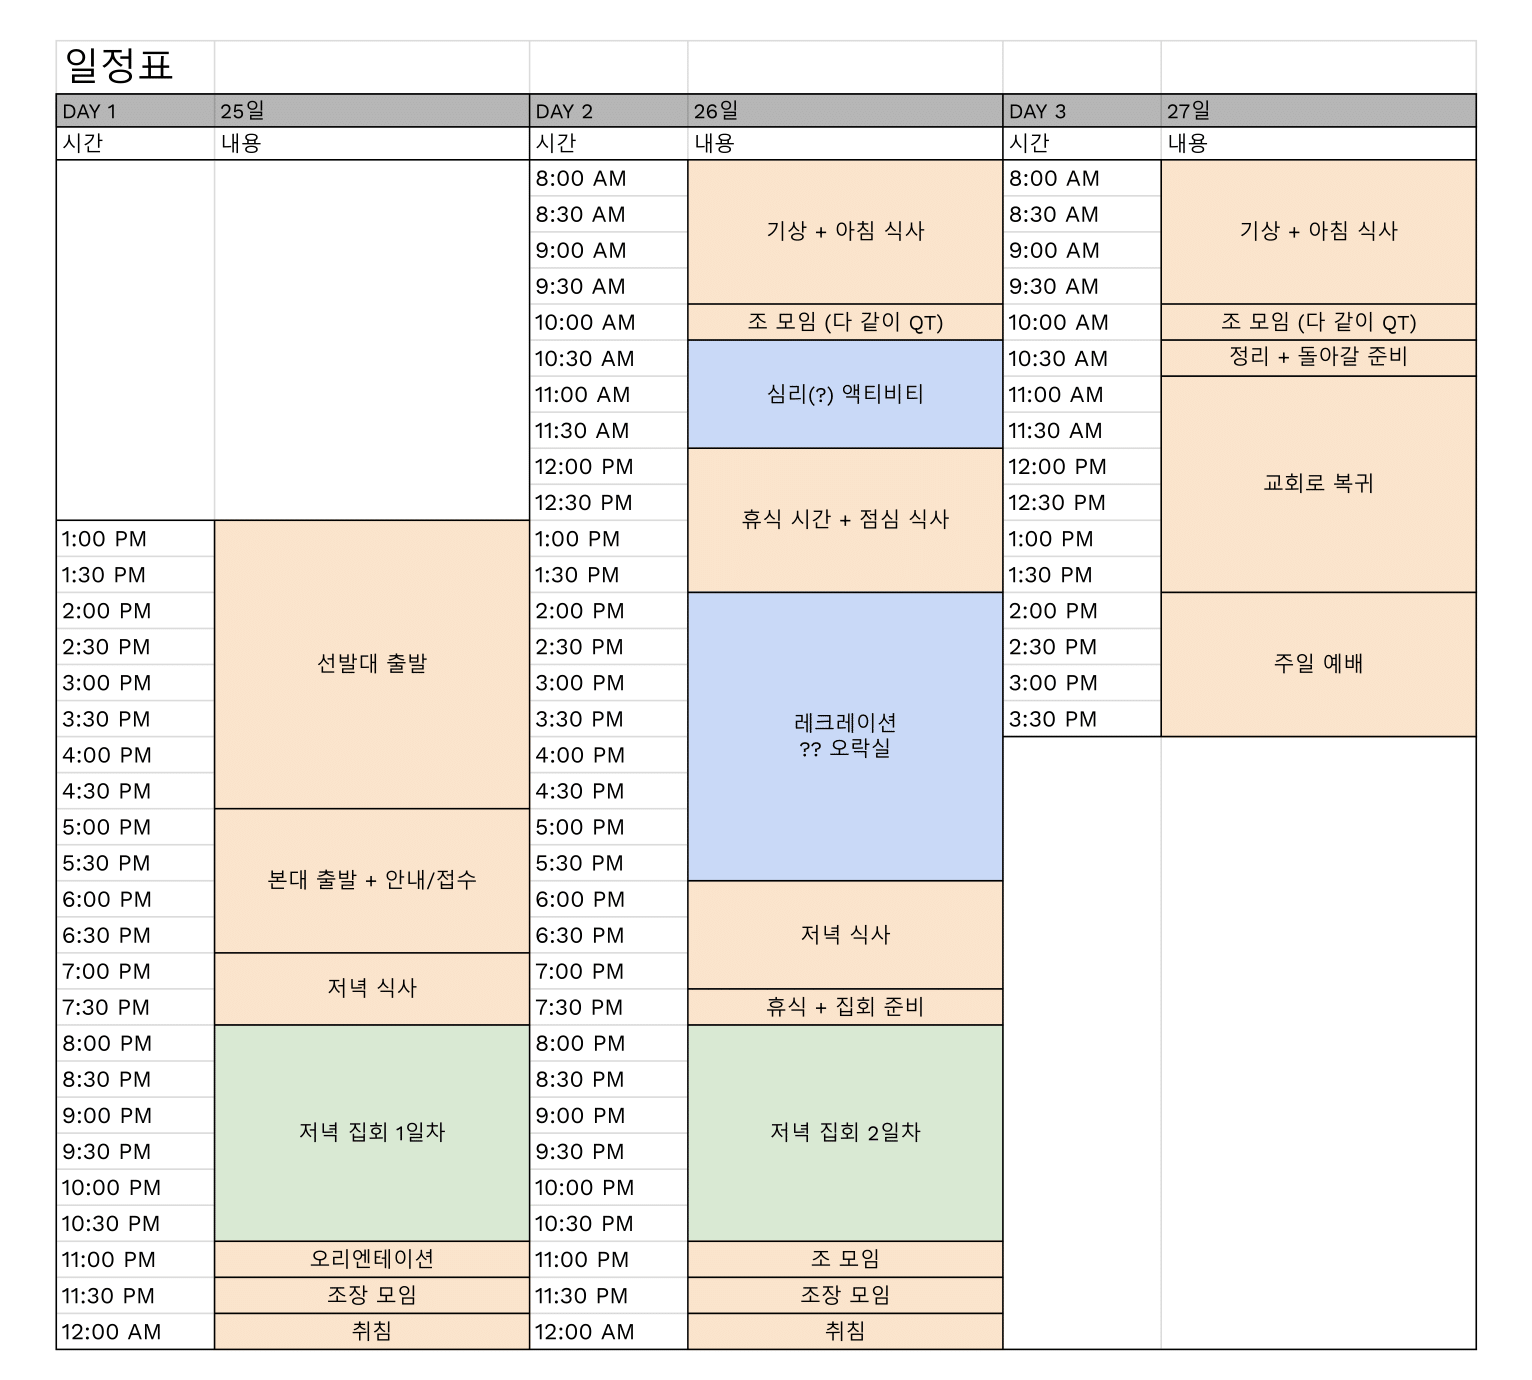 일정표
DAY 1 25일 DAY 2 26일 DAY 3 27일
시간 내용 시간 내용 시간 내용
8:00 AM 8:00 AM
8:30 AM 8:30 AM
기상 + 아침 식사 기상 + 아침 식사
9:00 AM 9:00 AM
9:30 AM 9:30 AM
10:00 AM 조 모임 (다 같이 QT) 10:00 AM 조 모임 (다 같이 QT)
10:30 AM 10:30 AM 정리 + 돌아갈 준비
11:00 AM 심리(?) 액티비티 11:00 AM
11:30 AM 11:30 AM
12:00 PM 12:00 PM
12:30 PM 12:30 PM 교회로 복귀
휴식 시간 + 점심 식사
1:00 PM 1:00 PM 1:00 PM
1:30 PM 1:30 PM 1:30 PM
2:00 PM 2:00 PM 2:00 PM
2:30 PM 2:30 PM 2:30 PM
선발대 출발 주일 예배
3:00 PM 3:00 PM 3:00 PM
3:30 PM 3:30 PM 레크레이션 3:30 PM
4:00 PM 4:00 PM ?? 오락실
4:30 PM 4:30 PM
5:00 PM 5:00 PM
5:30 PM 5:30 PM
본대 출발 + 안내/접수
6:00 PM 6:00 PM
6:30 PM 6:30 PM 저녁 식사
7:00 PM 7:00 PM
저녁 식사
7:30 PM 7:30 PM 휴식 + 집회 준비
8:00 PM 8:00 PM
8:30 PM 8:30 PM
9:00 PM 9:00 PM
저녁 집회 1일차 저녁 집회 2일차
9:30 PM 9:30 PM
10:00 PM 10:00 PM
10:30 PM 10:30 PM
11:00 PM 오리엔테이션 11:00 PM 조 모임
11:30 PM 조장 모임 11:30 PM 조장 모임
12:00 AM 취침 12:00 AM 취침